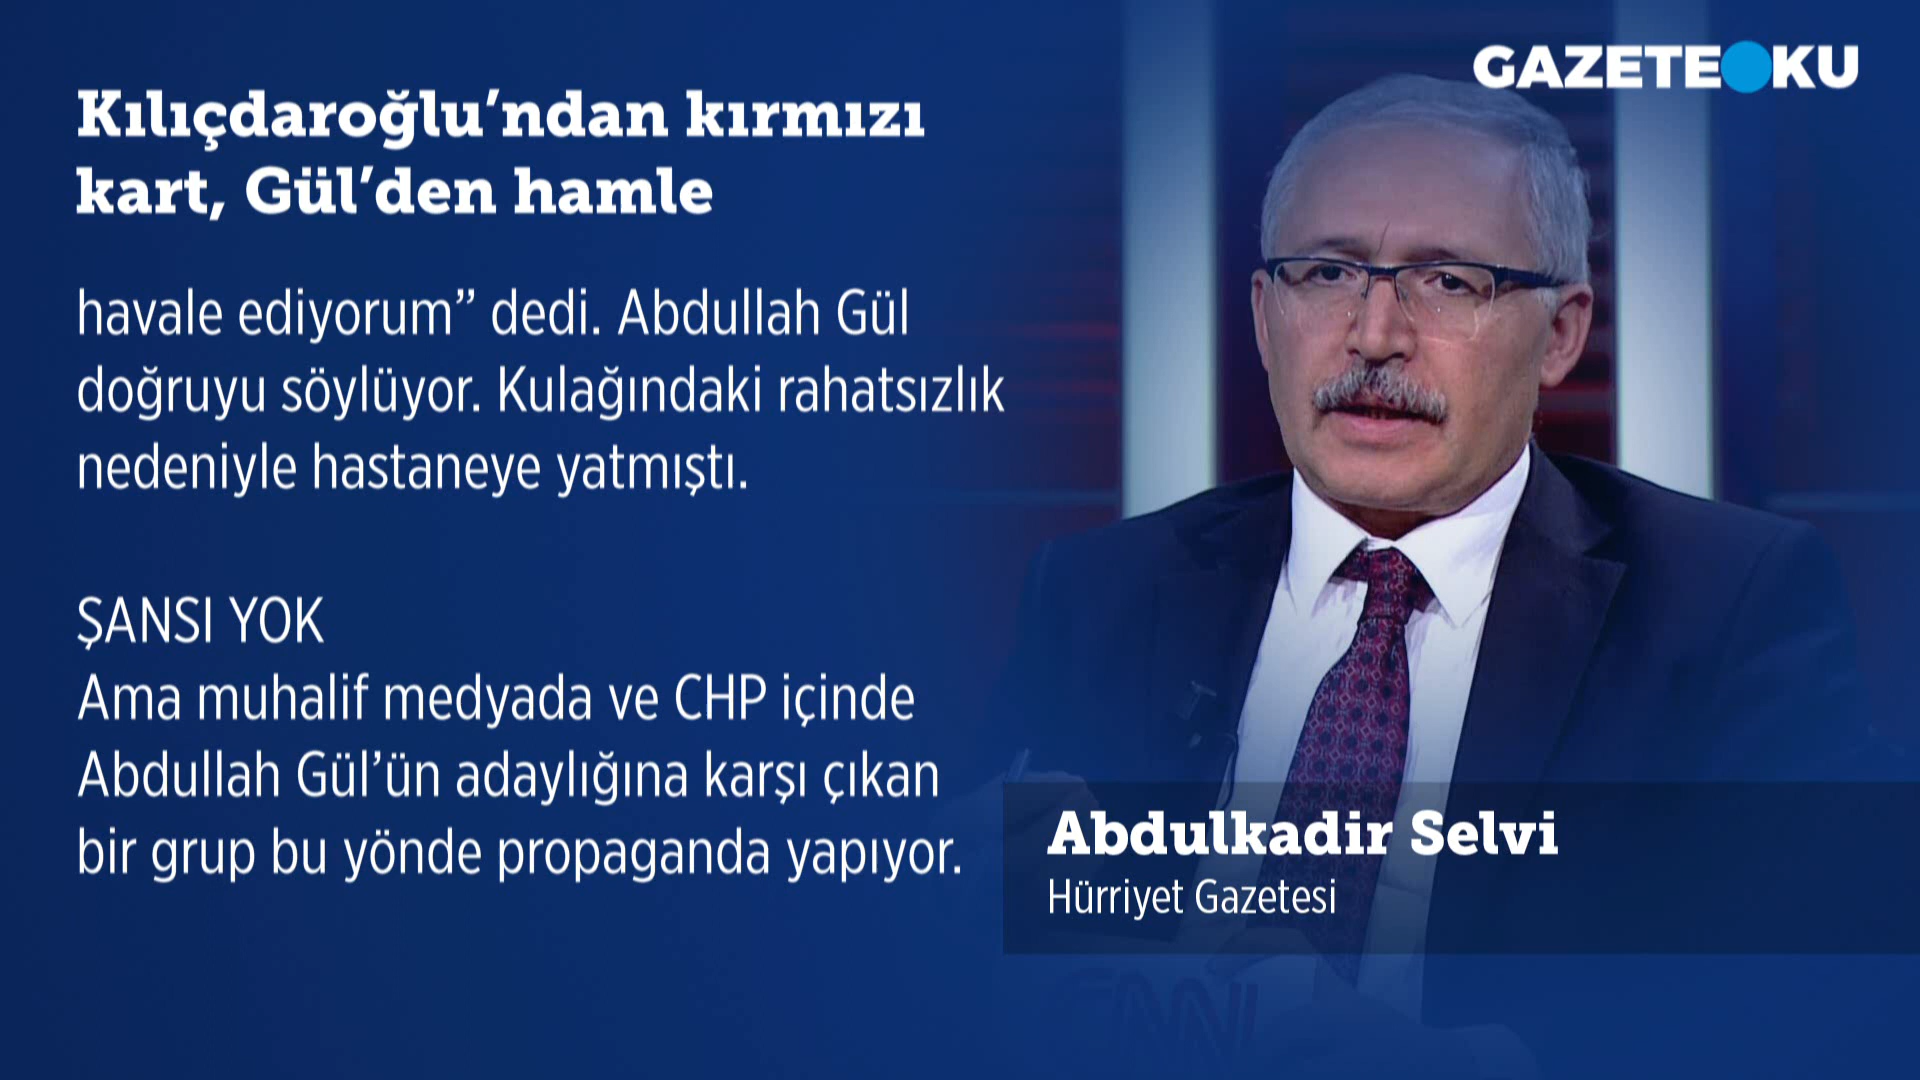 GAZETE KU
Kılıçdaroğlu’ndan kırmızı
kart, Gül’den hamle
havale ediyorum” dedi. Abdullah Gül
doğruyu söylüyor. Kulağındaki rahatsızlık
nedeniyle hastaneye yatmıştı.
ŞANSI YOK
Ama muhalif medyada ve CHP içinde
Abdullah Gül’ün adaylığına karşı çıkan
bir grup bu yönde propaganda yapıyor.
Abdulkadir Selvi
Hürriyet Gazetesi
CNN